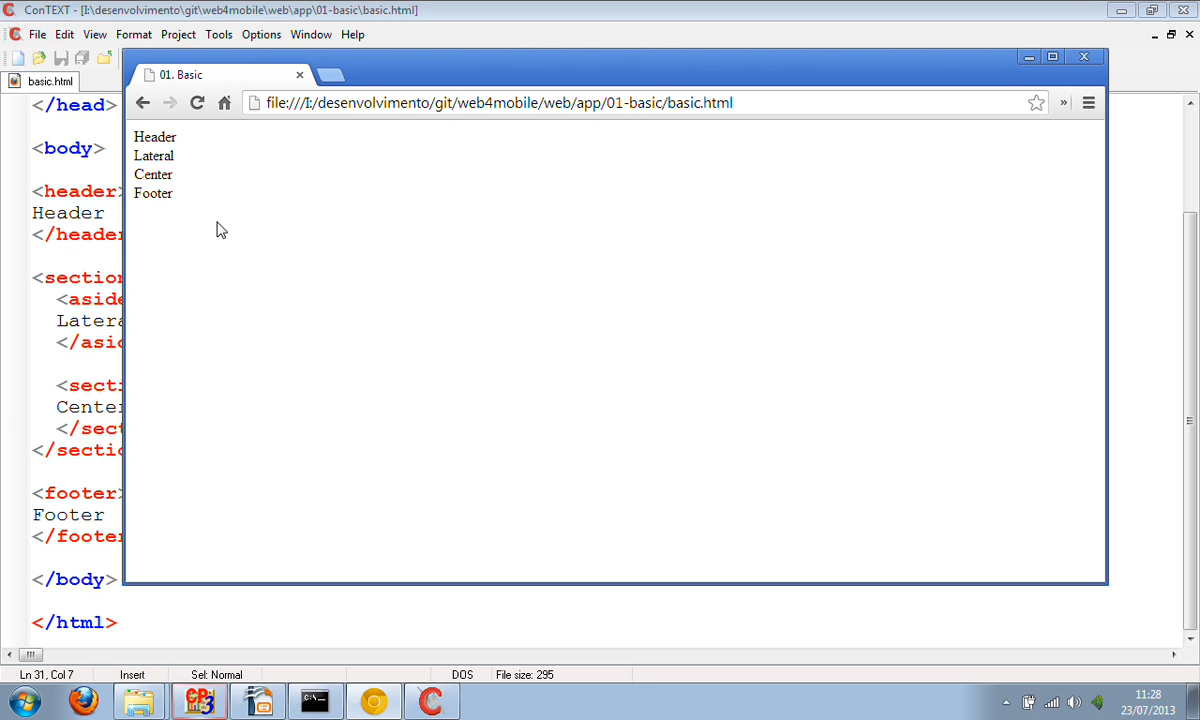 ConTEXT - [I:\desenvolvimento\git\web4mobile\web\app\01-basic\basic.html]
File Edit View Format Project Tools Options Window Help
basic.html
01. Basic
file:///I:/desenvolvimento/git/web4mobile/web/app/01-basic/basic.html
Header
Lateral
Center
Footer
</head>
<body>
<header>
Header
</header
<section
<aside
Latera
</asid
<secti
Center
</sect
</sectio
<footer>
Footer
</footer
</body>
</html>
Ln 31, Col 7 Insert Sel: Normal DOS File size: 295
11:28
23/07/2013